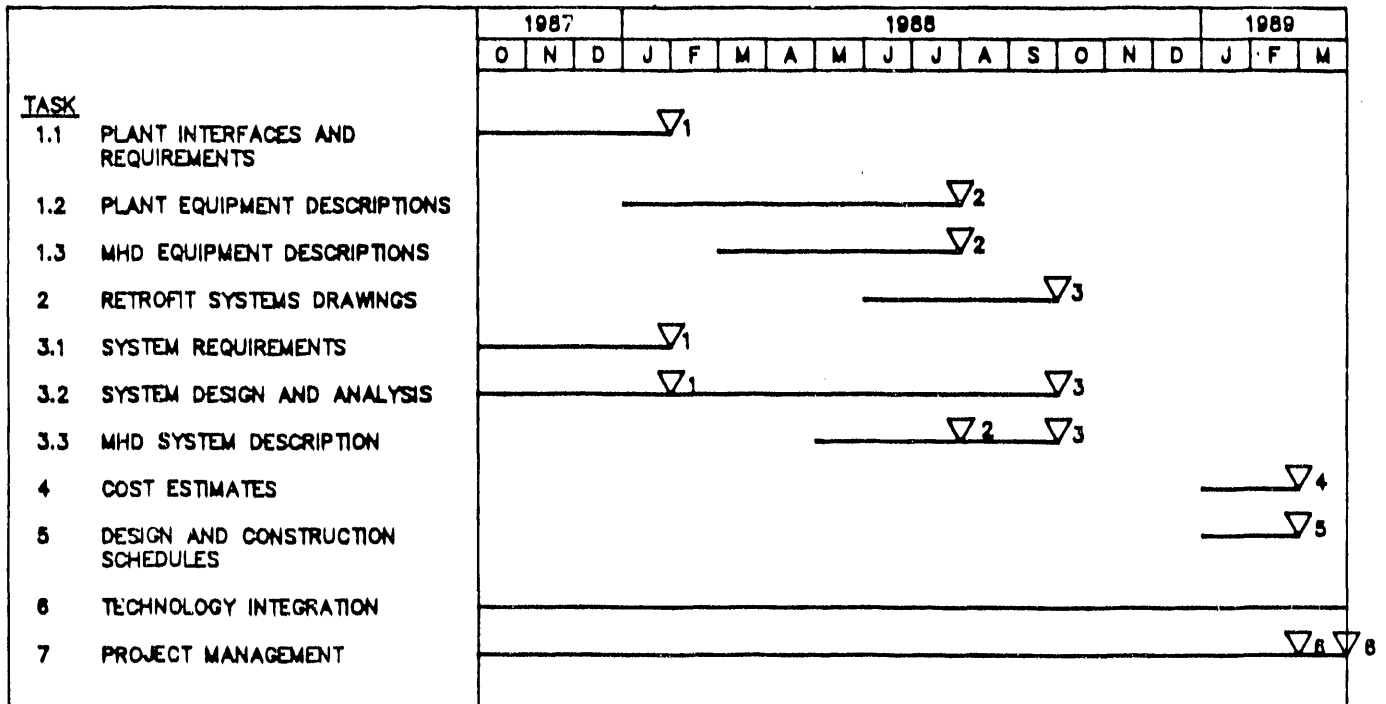 1987 1988 1989
O N D J F M A M J J A S O N D J F M
TASK
1.1 PLANT INTERFACES AND 1
REQUIREMENTS
1.2 PLANT EQUIPMENT DESCRIPTIONS 2
1.3 MHD EQUIPMENT DESCRIPTIONS 2
2 RETROFIT SYSTEMS DRAWINGS 3
3.1 SYSTEM REQUIREMENTS 1
3.2 SYSTEM DESIGN AND ANALYSIS 1 3
3.3 MHD SYSTEM DESCRIPTION 2 3
4 COST ESTIMATES 4
5 DESIGN AND CONSTRUCTION 5
SCHEDULES
6 TECHNOLOGY INTEGRATION
7 PROJECT MANAGEMENT 6 6